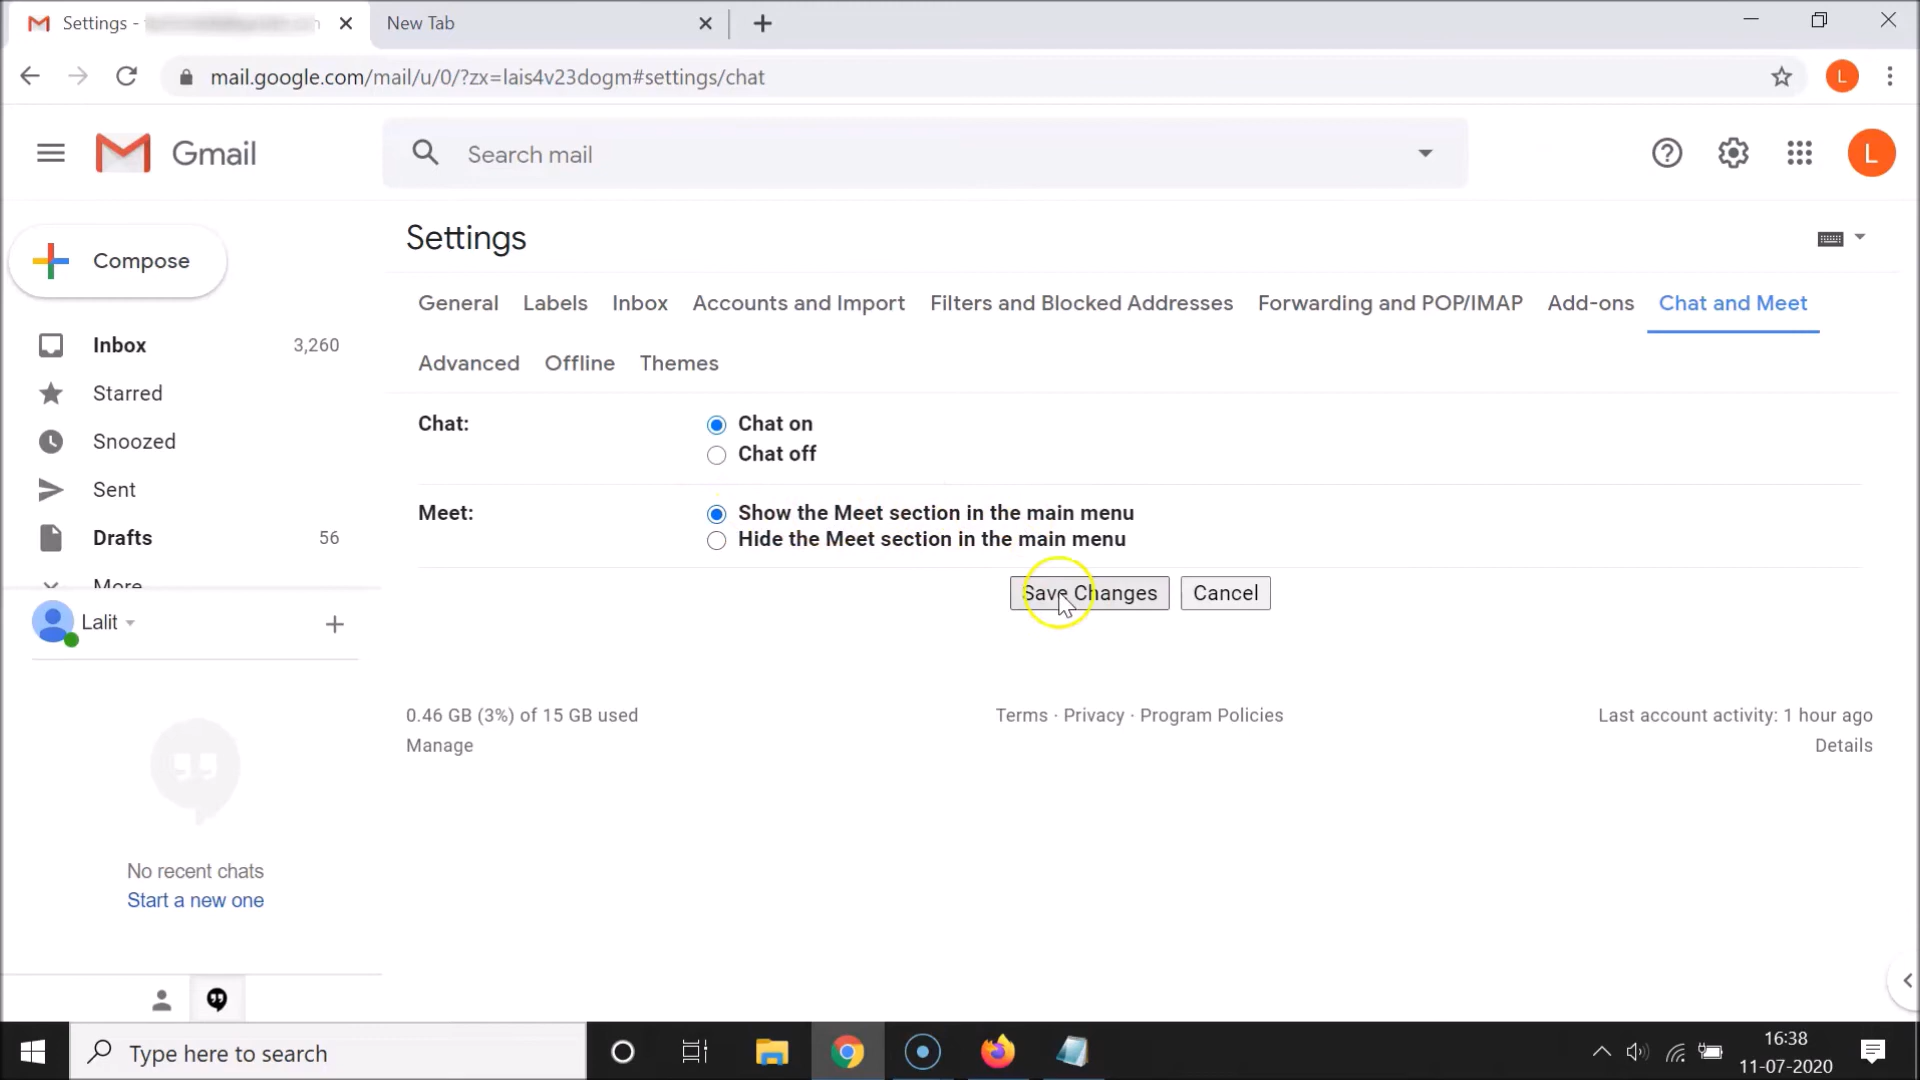 Settings -
New Tab
mail.google.com/mail/u/0/?zx=lais4v23dogm#settings/chat
L
Gmail
Search mail
L
Compose
Settings
General Labels Inbox Accounts and Import Filters and Blocked Addresses Forwarding and POP/IMAP Add-ons Chat and Meet
Advanced Offline Themes
Inbox 3,260
Starred
Snoozed
Sent
Drafts 56
More
Chat: Chat on
Chat off
Meet: Show the Meet section in the main menu
Hide the Meet section in the main menu
Save Changes Cancel
Lalit
No recent chats
Start a new one
0.46 GB (3%) of 15 GB used
Manage
Terms · Privacy · Program Policies
Last account activity: 1 hour ago
Details
Type here to search
16:38
11-07-2020